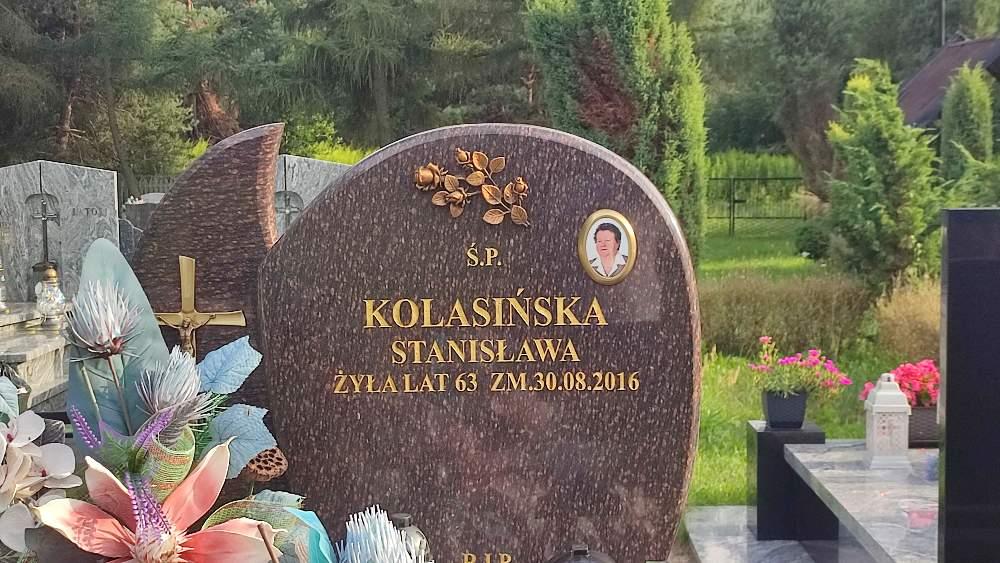 Ś.P.
KOLASIŃSKA
STANISŁAWA
ŻYŁA LAT 63 ZM.30.08.2016
R.I.P.